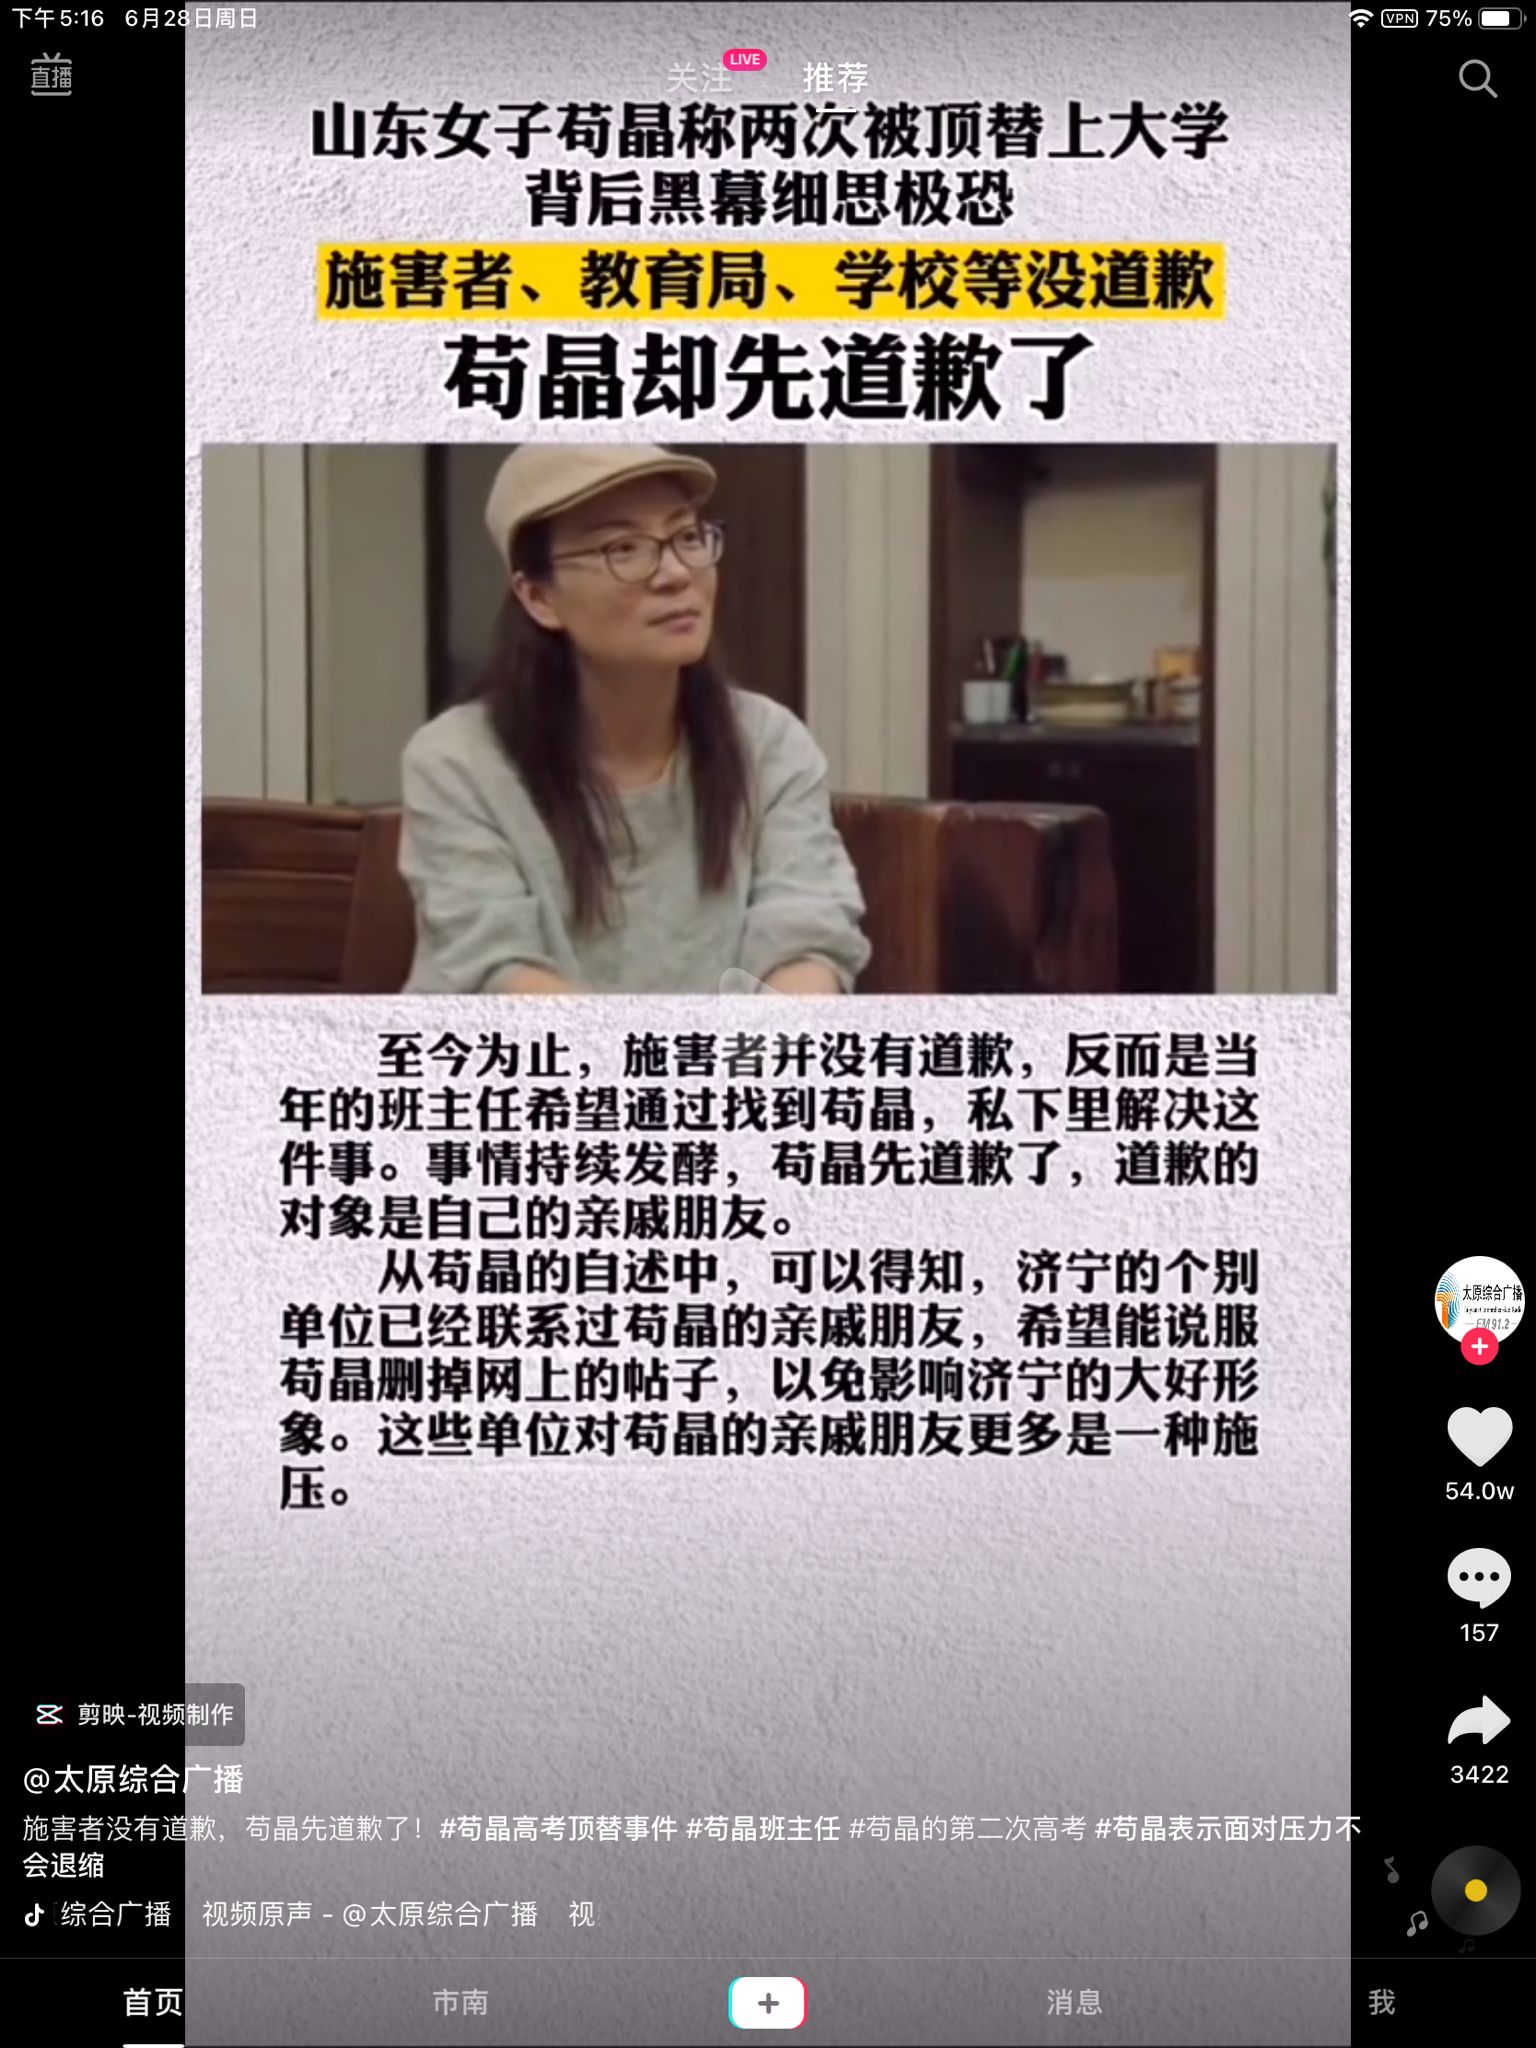 下午5:16 6月28日周日
VPN 75%
直播
关注 LIVE 推荐
山东女子苟晶称两次被顶替上大学
背后黑幕细思极恐
施害者、教育局、学校等没道歉
苟晶却先道歉了
至今为止，施害者并没有道歉，反而是当
年的班主任希望通过找到苟晶，私下里解决这
件事。事情持续发酵，苟晶先道歉了，道歉的
对象是自己的亲戚朋友。
从苟晶的自述中，可以得知，济宁的个别
单位已经联系过苟晶的亲戚朋友，希望能说服
苟晶删掉网上的帖子，以免影响济宁的大好形
象。这些单位对苟晶的亲戚朋友更多是一种施
压。
太原综合广播
FM 91.2
54.0w
157
3422
剪映-视频制作
@太原综合广播
施害者没有道歉，苟晶先道歉了！#苟晶高考顶替事件 #苟晶班主任 #苟晶的第二次高考 #苟晶表示面对压力不
会退缩
综合广播 视频原声 - @太原综合广播 视
首页 市南 消息 我